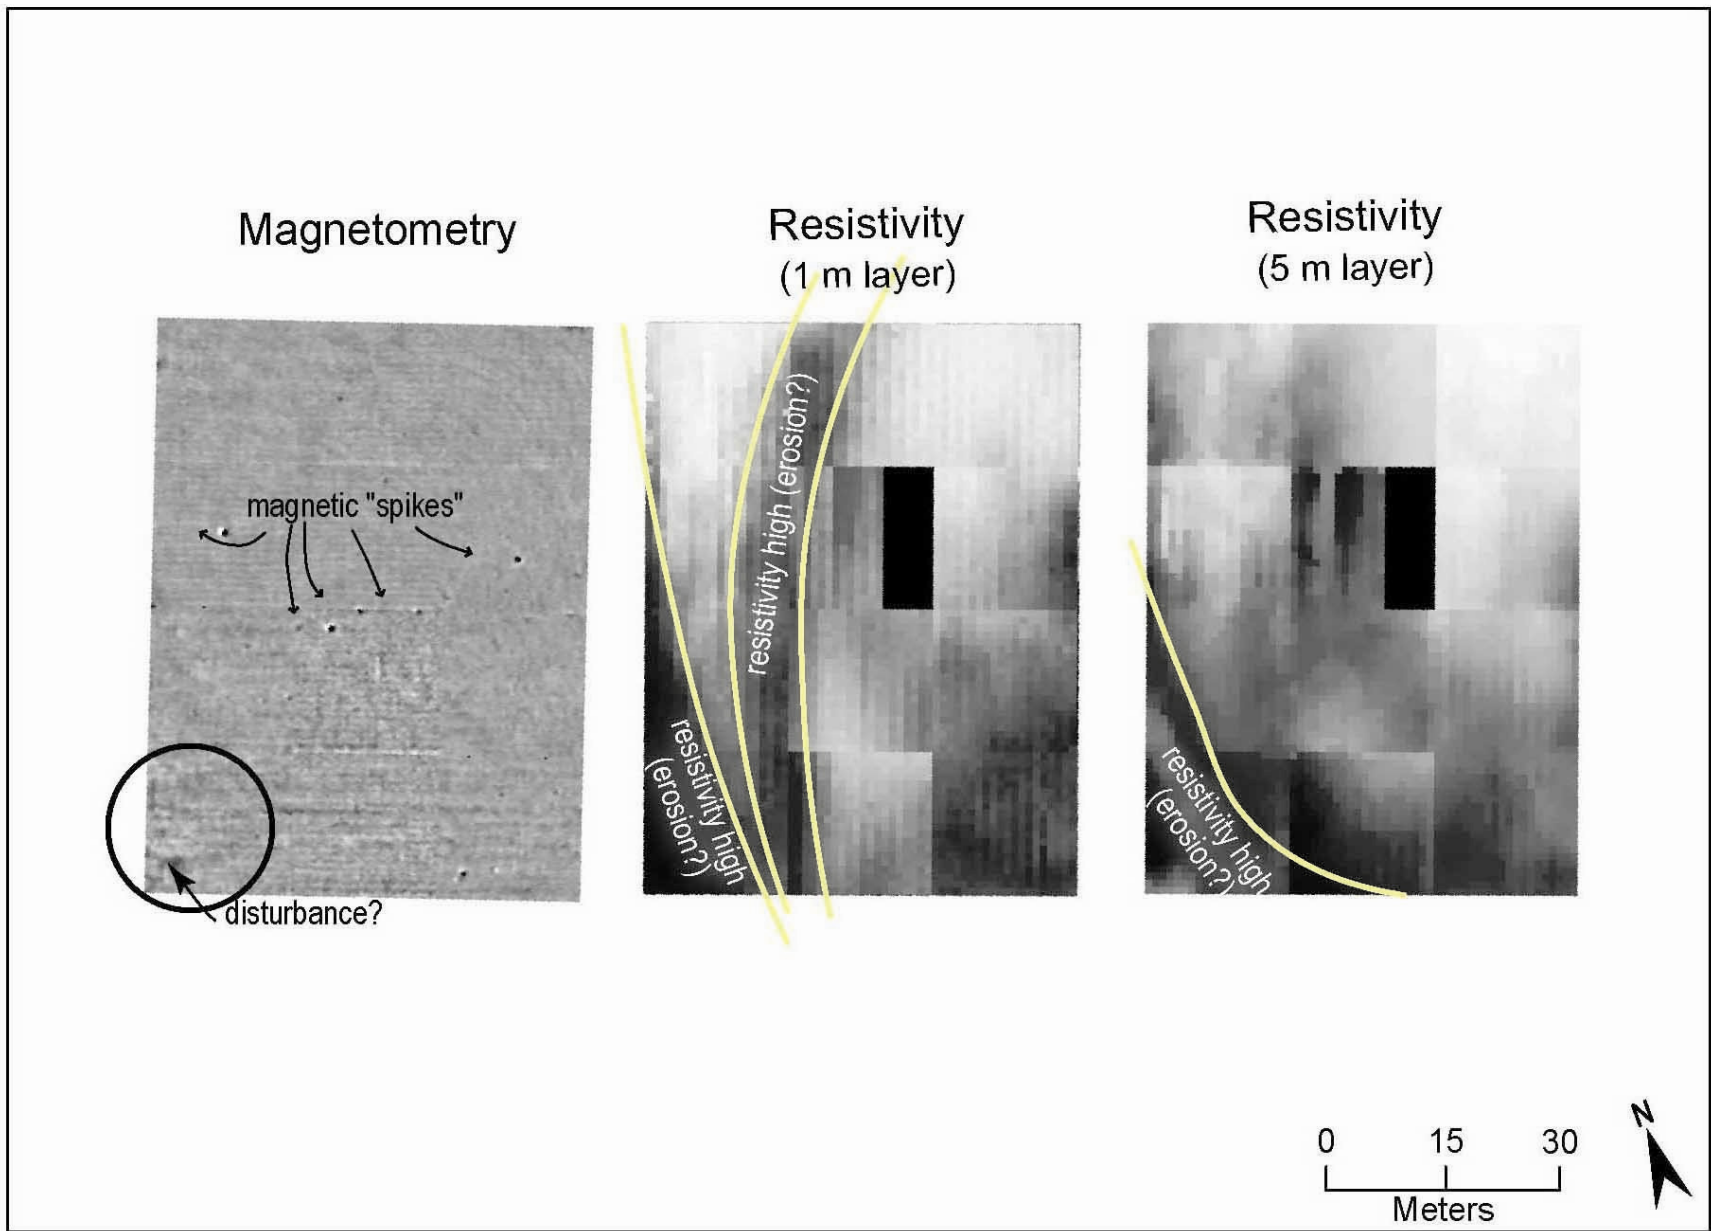 Magnetometry
Resistivity
(1 m layer)
Resistivity
(5 m layer)
magnetic "spikes"
disturbance?
resistivity high (erosion?)
resistivity high
(erosion?)
resistivity high
(erosion?)
N
0 15 30
Meters